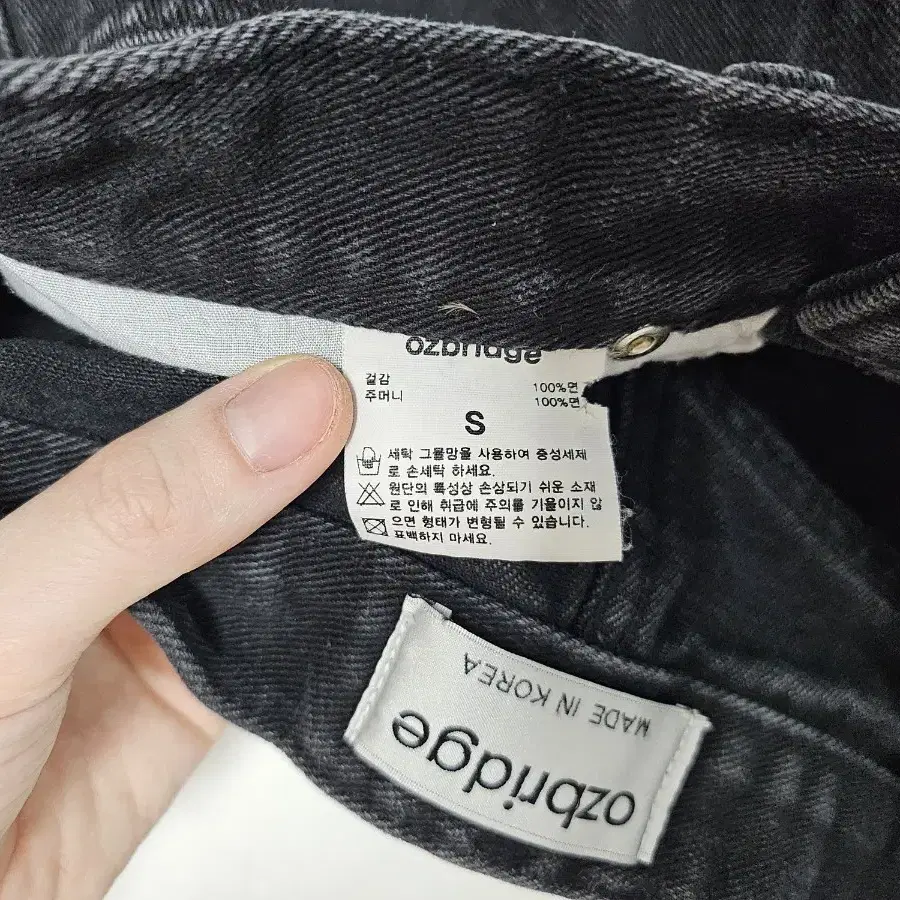 ozbridge
겉감 100%면
주머니 100%면
S
세탁 그물망을 사용하여 중성세제
로 손세탁 하세요.
원단의 특성상 손상되기 쉬운 소재
로 인해 취급에 주의를 기울이지 않
으면 형태가 변형될 수 있습니다.
표백하지 마세요.
ozbridge
MADE IN KOREA